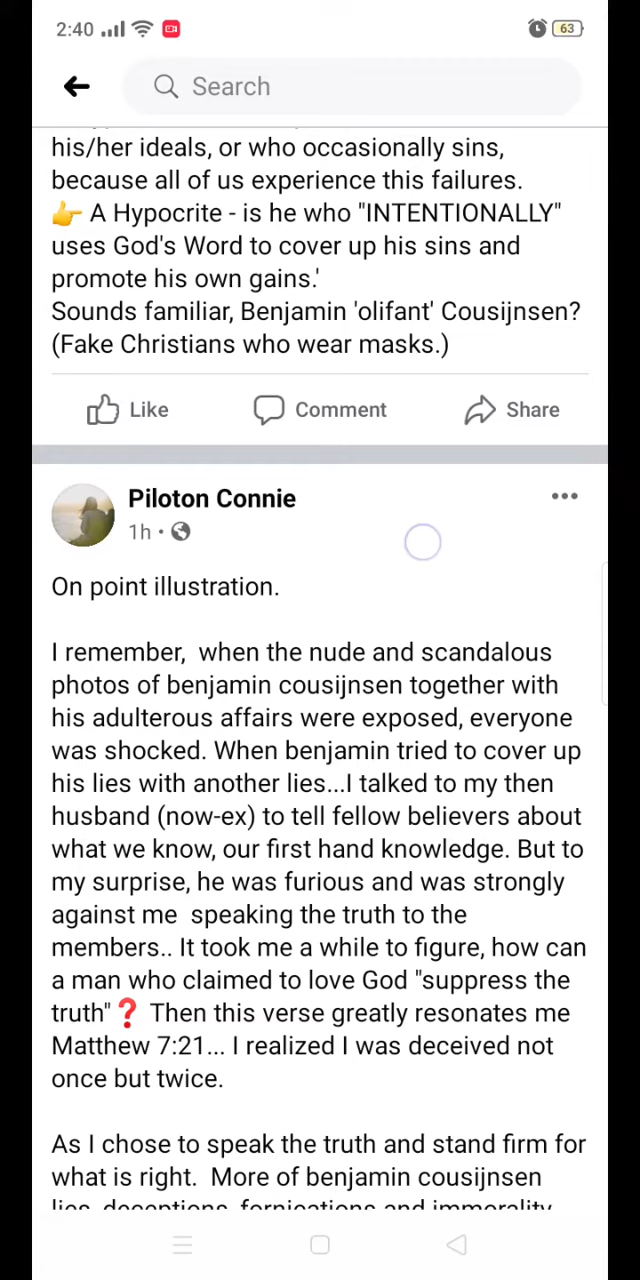 2:40
63
Search
his/her ideals, or who occasionally sins,
because all of us experience this failures.
👉 A Hypocrite - is he who "INTENTIONALLY"
uses God's Word to cover up his sins and
promote his own gains.'
Sounds familiar, Benjamin 'olifant' Cousijnsen?
(Fake Christians who wear masks.)
Like Comment Share
Piloton Connie
1h ·
On point illustration.
I remember,  when the nude and scandalous
photos of benjamin cousijnsen together with
his adulterous affairs were exposed, everyone
was shocked. When benjamin tried to cover up
his lies with another lies...I talked to my then
husband (now-ex) to tell fellow believers about
what we know, our first hand knowledge. But to
my surprise, he was furious and was strongly
against me  speaking the truth to the
members.. It took me a while to figure, how can
a man who claimed to love God "suppress the
truth"❓ Then this verse greatly resonates me
Matthew 7:21... I realized I was deceived not
once but twice.
As I chose to speak the truth and stand firm for
what is right.  More of benjamin cousijnsen
lies, deceptions, fornications and immorality